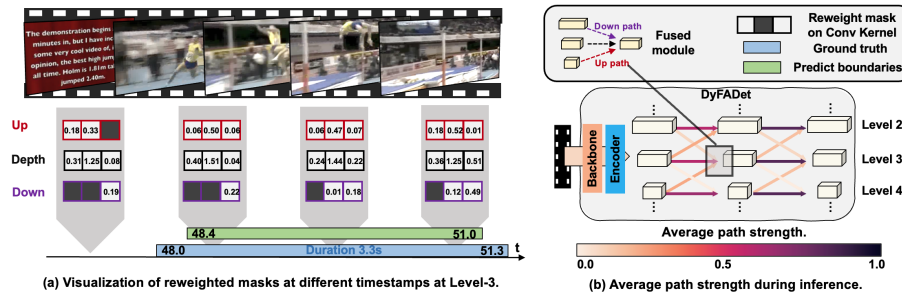 The demonstration begins
minutes in, but I have in
some very cool video of,
opinion, the best high jump
all time. Holm is 1.81m ta
jumped 2.40m.
Up
0.18 0.33
0.06 0.50 0.06
0.06 0.47 0.07
0.18 0.52 0.01
Depth
0.31 1.25 0.08
0.40 1.51 0.04
0.24 1.44 0.22
0.36 1.25 0.51
Down
0.19
0.22
0.01 0.18
0.12 0.49
48.4 51.0
48.0 Duration 3.3s 51.3 t
(a) Visualization of reweighted masks at different timestamps at Level-3.
Down path
Up path
Fused
module
Reweight mask
on Conv Kernel
Ground truth
Predict boundaries
DyFADet
Backbone
Encoder
Level 2
Level 3
Level 4
Average path strength.
0.0 0.5 1.0
(b) Average path strength during inference.